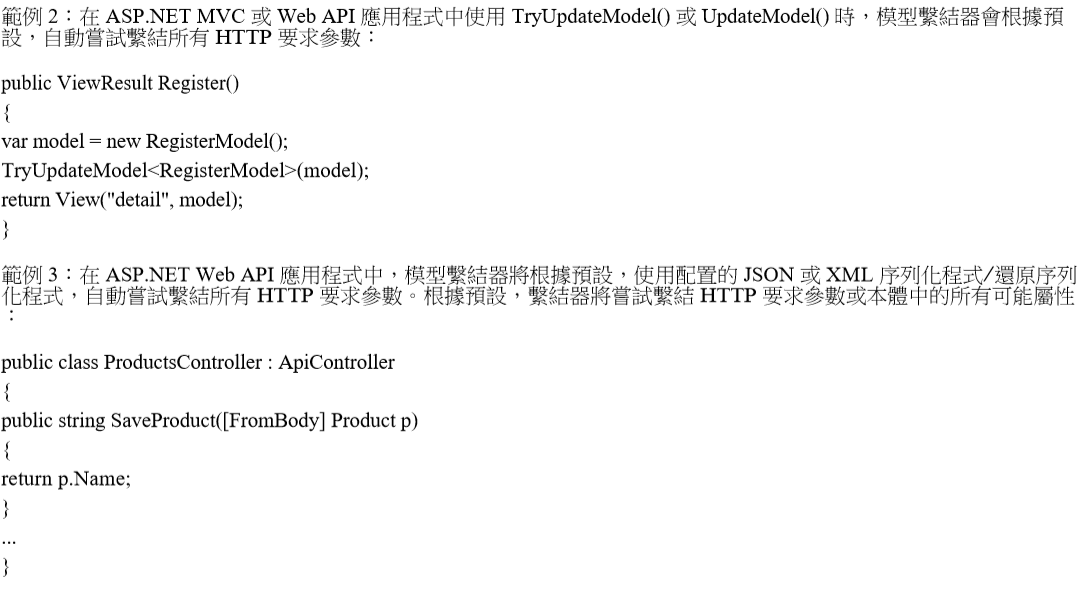 範例 2：在 ASP.NET MVC 或 Web API 應用程式中使用 TryUpdateModel() 或 UpdateModel() 時，模型繫結器會根據預
設，自動嘗試繫結所有 HTTP 要求參數：
public ViewResult Register()
{
var model = new RegisterModel();
TryUpdateModel<RegisterModel>(model);
return View("detail", model);
}
範例 3：在 ASP.NET Web API 應用程式中，模型繫結器將根據預設，使用配置的 JSON 或 XML 序列化程式/還原序列
化程式，自動嘗試繫結所有 HTTP 要求參數。根據預設，繫結器將嘗試繫結 HTTP 要求參數或本體中的所有可能屬性
：
public class ProductsController : ApiController
{
public string SaveProduct([FromBody] Product p)
{
return p.Name;
}
...
}